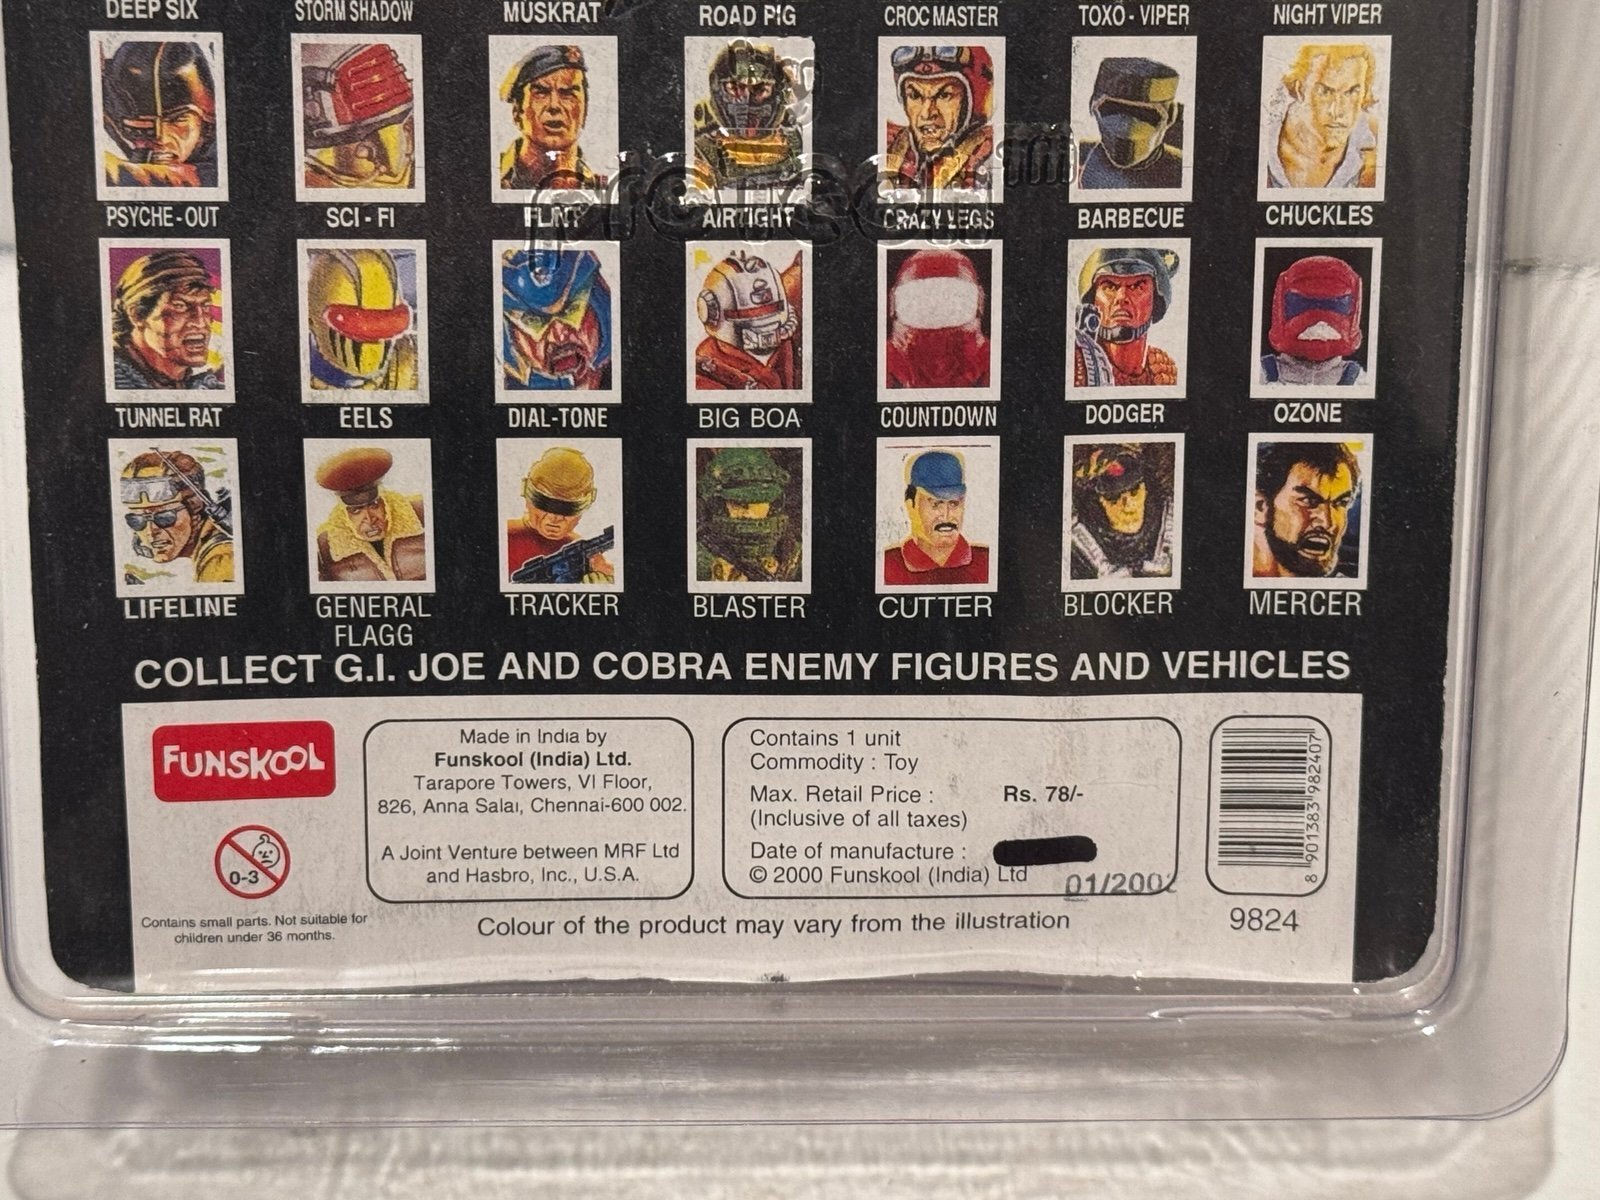 DEEP SIX STORM SHADOW MUSKRAT ROAD PIG CROC MASTER TOXO - VIPER NIGHT VIPER
protech
PSYCHE - OUT SCI - FI FLINT AIRTIGHT CRAZY LEGS BARBECUE CHUCKLES
TUNNEL RAT EELS DIAL-TONE BIG BOA COUNTDOWN DODGER OZONE
LIFELINE GENERAL FLAGG TRACKER BLASTER CUTTER BLOCKER MERCER
COLLECT G.I. JOE AND COBRA ENEMY FIGURES AND VEHICLES
FUNSKOOL
0-3
Contains small parts. Not suitable for
children under 36 months.
Made in India by
Funskool (India) Ltd.
Tarapore Towers, VI Floor,
826, Anna Salai, Chennai-600 002.
A Joint Venture between MRF Ltd
and Hasbro, Inc., U.S.A.
Contains 1 unit
Commodity : Toy
Max. Retail Price : Rs. 78/-
(Inclusive of all taxes)
Date of manufacture :
© 2000 Funskool (India) Ltd
01/2002
Colour of the product may vary from the illustration
8 901383 982407
9824